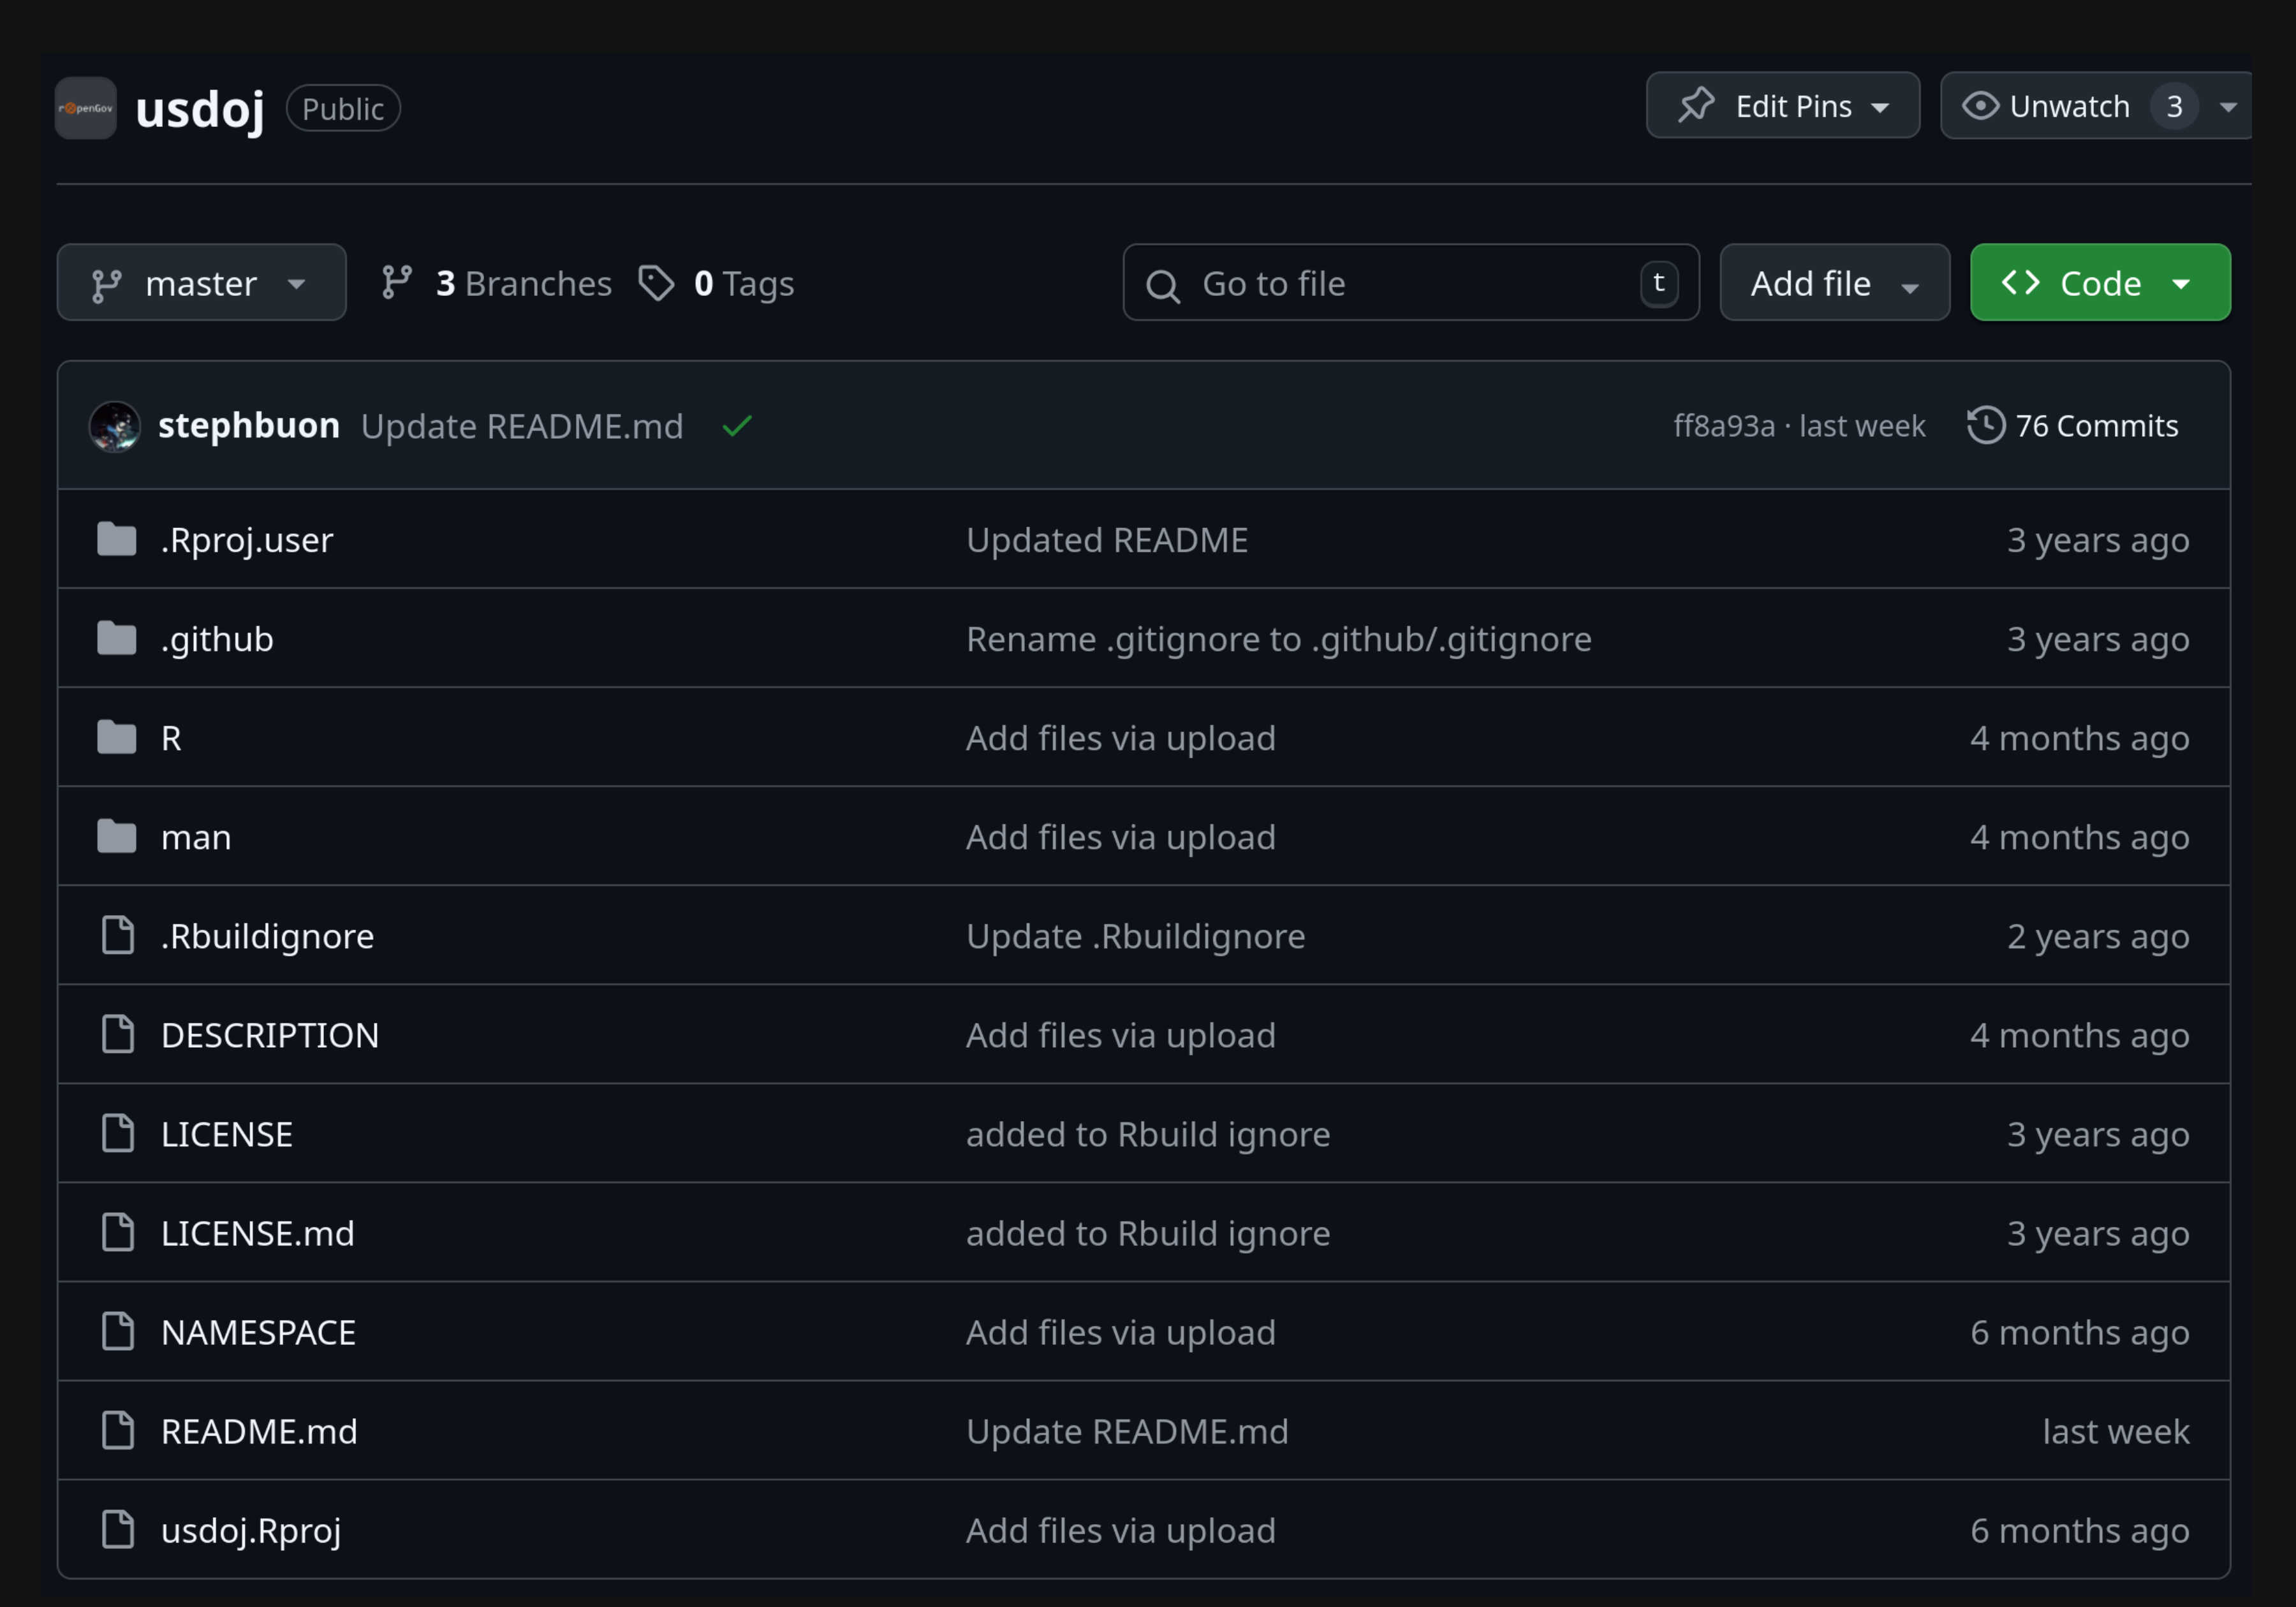 rOpenGov usdoj Public Edit Pins Unwatch 3
master 3 Branches 0 Tags Go to file t Add file Code
stephbuon Update README.md ff8a93a · last week 76 Commits
.Rproj.user Updated README 3 years ago
.github Rename .gitignore to .github/.gitignore 3 years ago
R Add files via upload 4 months ago
man Add files via upload 4 months ago
.Rbuildignore Update .Rbuildignore 2 years ago
DESCRIPTION Add files via upload 4 months ago
LICENSE added to Rbuild ignore 3 years ago
LICENSE.md added to Rbuild ignore 3 years ago
NAMESPACE Add files via upload 6 months ago
README.md Update README.md last week
usdoj.Rproj Add files via upload 6 months ago